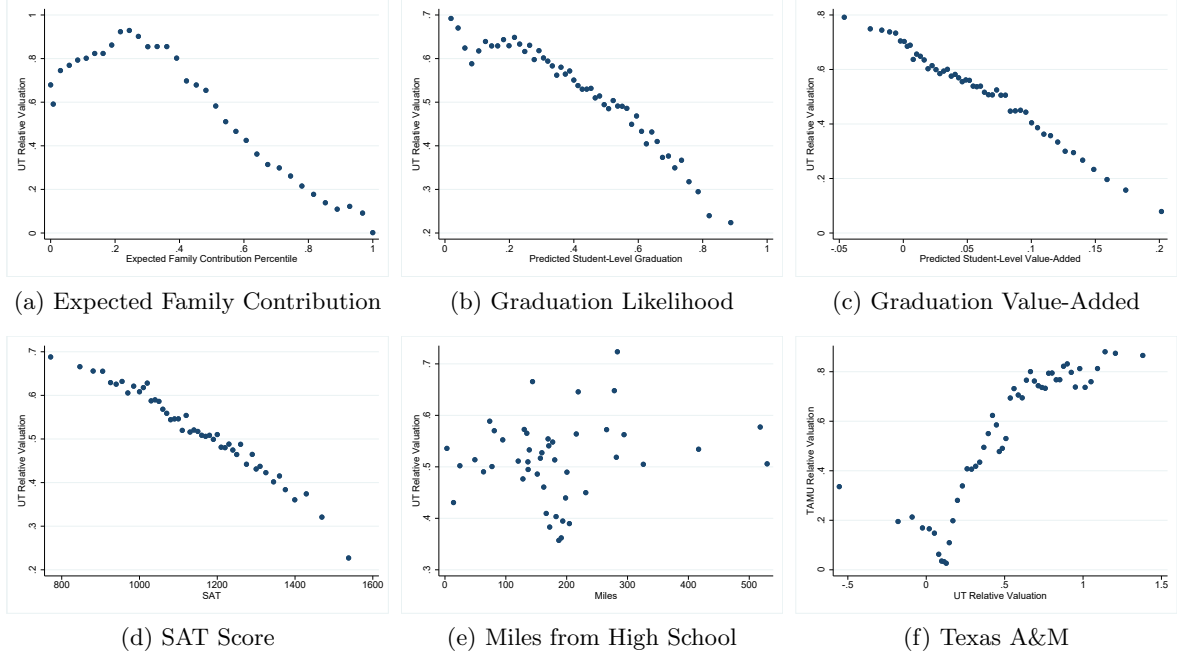 UT Relative Valuation
1
.8
.6
.4
.2
0
0 .2 .4 .6 .8 1
Expected Family Contribution Percentile
(a) Expected Family Contribution
UT Relative Valuation
.7
.6
.5
.4
.3
.2
0 .2 .4 .6 .8 1
Predicted Student-Level Graduation
(b) Graduation Likelihood
UT Relative Valuation
.8
.6
.4
.2
0
-.05 0 .05 .1 .15 .2
Predicted Student-Level Value-Added
(c) Graduation Value-Added
UT Relative Valuation
.7
.6
.5
.4
.3
.2
800 1000 1200 1400 1600
SAT
(d) SAT Score
UT Relative Valuation
.7
.6
.5
.4
.3
0 100 200 300 400 500
Miles
(e) Miles from High School
TAMU Relative Valuation
.8
.6
.4
.2
0
-.5 0 .5 1 1.5
UT Relative Valuation
(f) Texas A&M